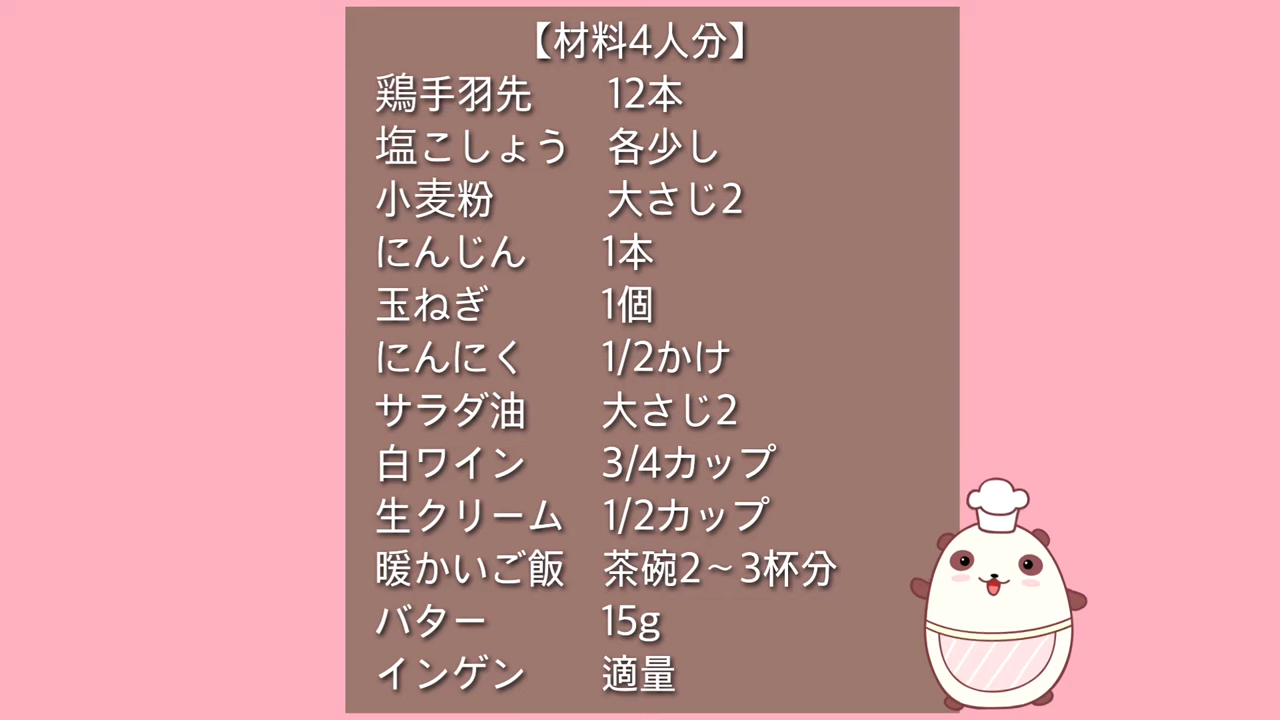 【材料4人分】
鶏手羽先 12本
塩こしょう 各少し
小麦粉 大さじ2
にんじん 1本
玉ねぎ 1個
にんにく 1/2かけ
サラダ油 大さじ2
白ワイン 3/4カップ
生クリーム 1/2カップ
暖かいご飯 茶碗2～3杯分
バター 15g
インゲン 適量